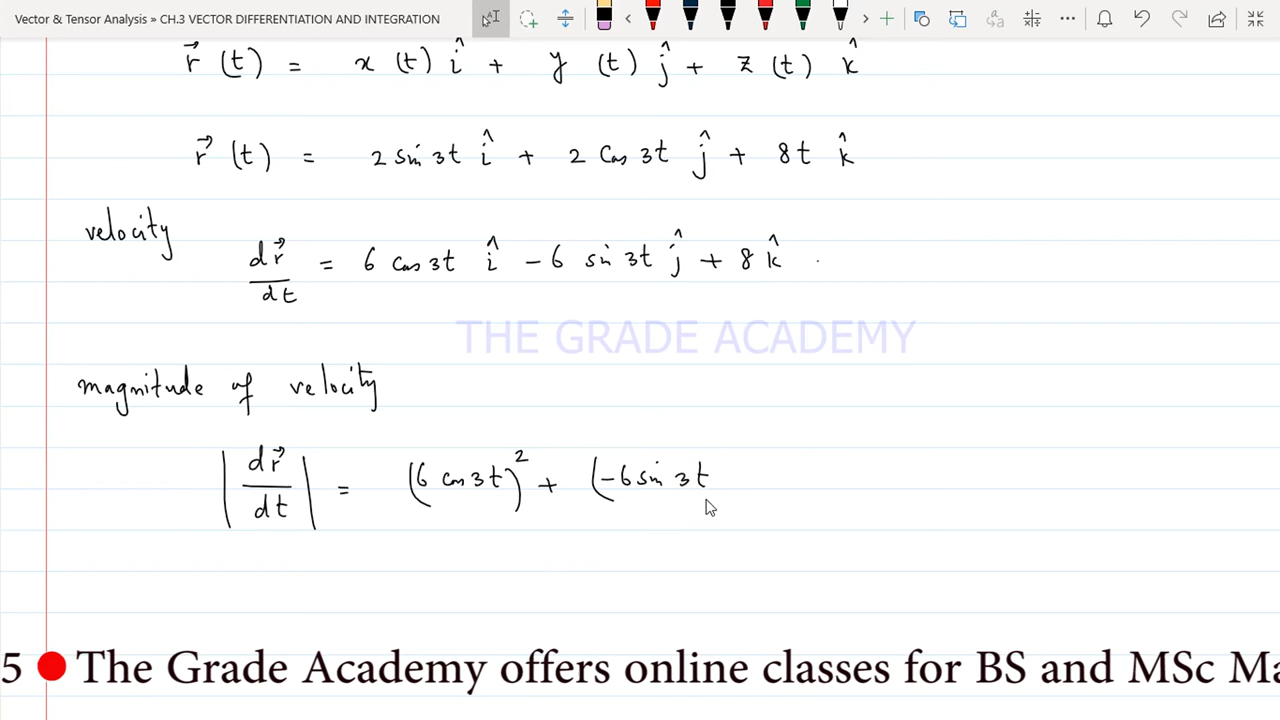 Vector & Tensor Analysis » CH.3 VECTOR DIFFERENTIATION AND INTEGRATION
r⃗ (t) = x (t) î + y (t) ĵ + z (t) k̂
r⃗ (t) = 2 sin 3t î + 2 Cos 3t ĵ + 8t k̂
velocity
dr⃗/dt = 6 cos 3t î - 6 sin 3t ĵ + 8 k̂ .
THE GRADE ACADEMY
magnitude of velocity
|dr⃗/dt| = (6 cos 3t)² + (-6 sin 3t
5 The Grade Academy offers online classes for BS and MSc Ma